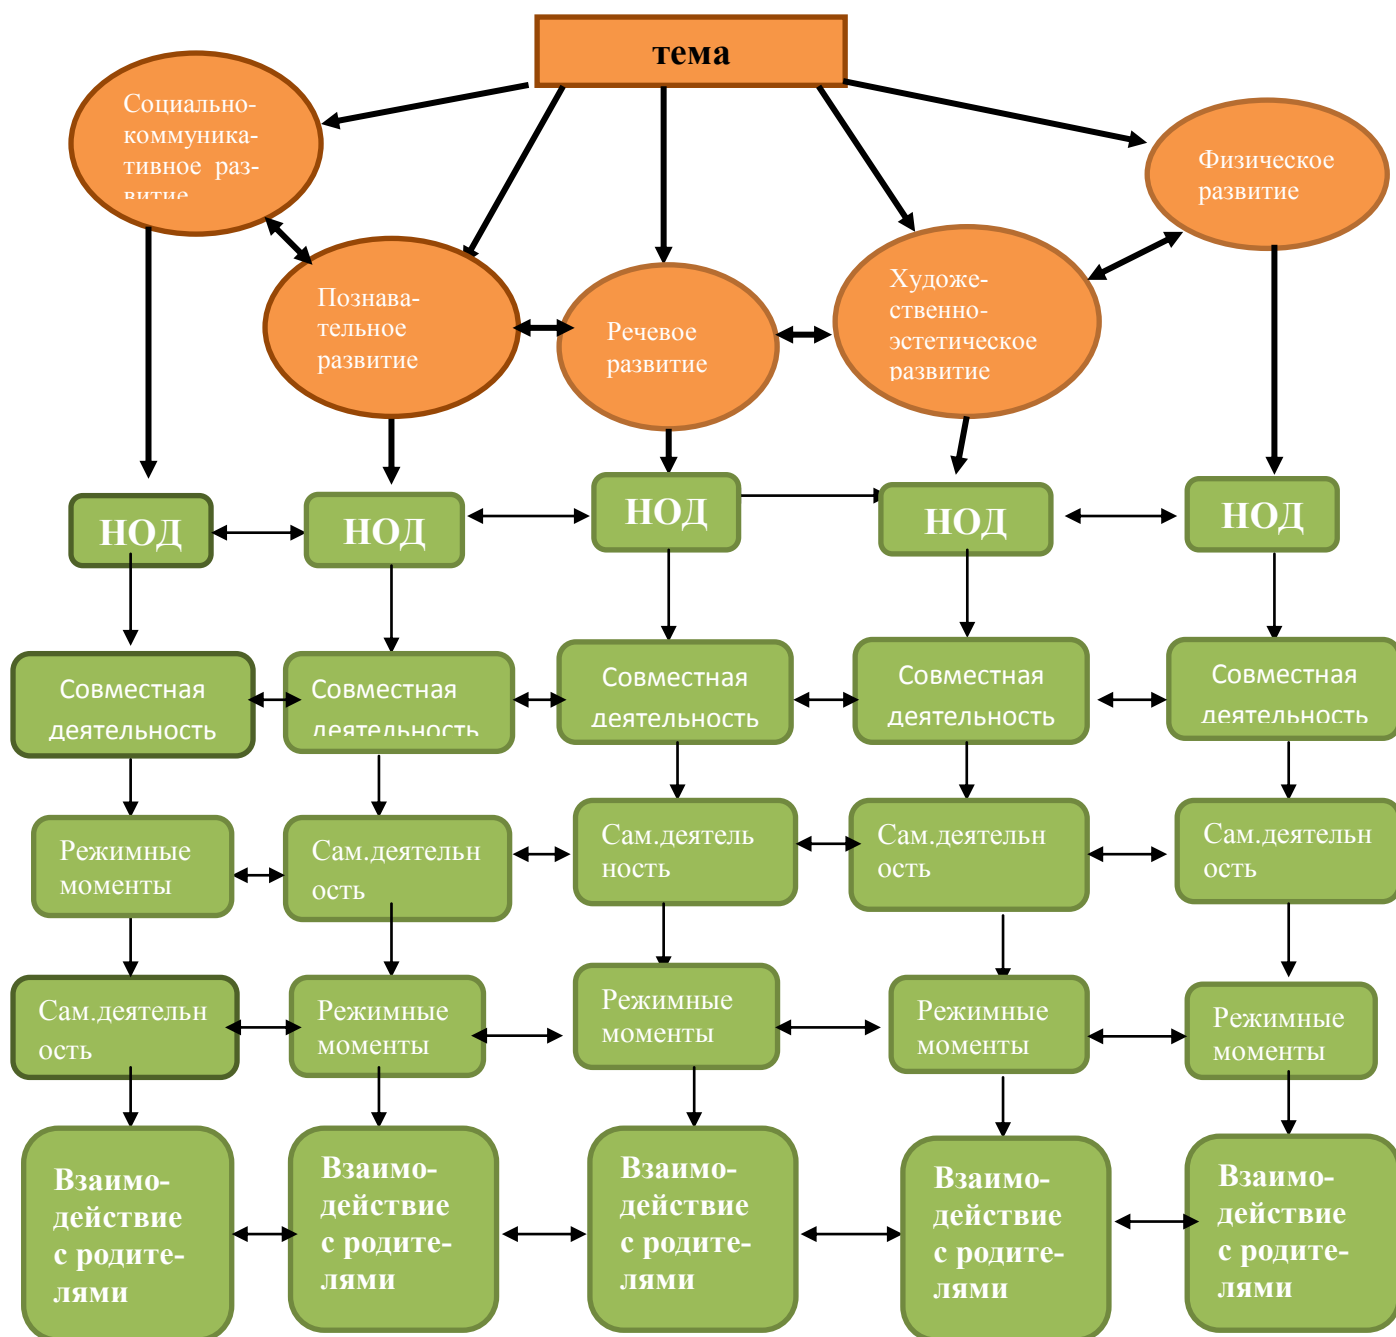 тема
Социально-
коммуника-
тивное раз-
витие
Физическое
развитие
Познава-
тельное
развитие
Речевое
развитие
Художе-
ственно-
эстетическое
развитие
НОД
НОД
НОД
НОД
НОД
Совместная
деятельность
Совместная
деятельность
Совместная
деятельность
Совместная
деятельность
Совместная
деятельность
Режимные
моменты
Сам.деятельн
ость
Сам.деятель
ность
Сам.деятельн
ость
Сам.деятельн
ость
Сам.деятельн
ость
Режимные
моменты
Режимные
моменты
Режимные
моменты
Режимные
моменты
Взаимо-
действие
с родите-
лями
Взаимо-
действие
с родите-
лями
Взаимо-
действие
с родите-
лями
Взаимо-
действие
с родите-
лями
Взаимо-
действие
с родите-
лями